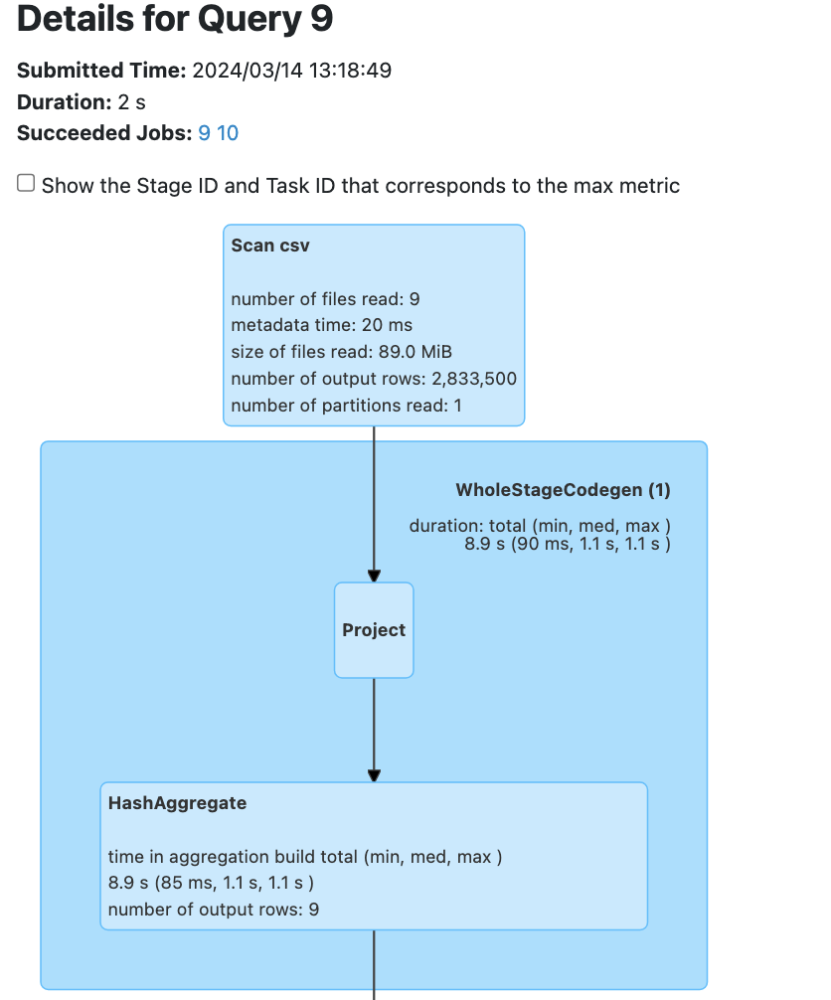 Details for Query 9
Submitted Time: 2024/03/14 13:18:49
Duration: 2 s
Succeeded Jobs: 9 10
Show the Stage ID and Task ID that corresponds to the max metric
Scan csv
number of files read: 9
metadata time: 20 ms
size of files read: 89.0 MiB
number of output rows: 2,833,500
number of partitions read: 1
WholeStageCodegen (1)
duration: total (min, med, max )
8.9 s (90 ms, 1.1 s, 1.1 s )
Project
HashAggregate
time in aggregation build total (min, med, max )
8.9 s (85 ms, 1.1 s, 1.1 s )
number of output rows: 9